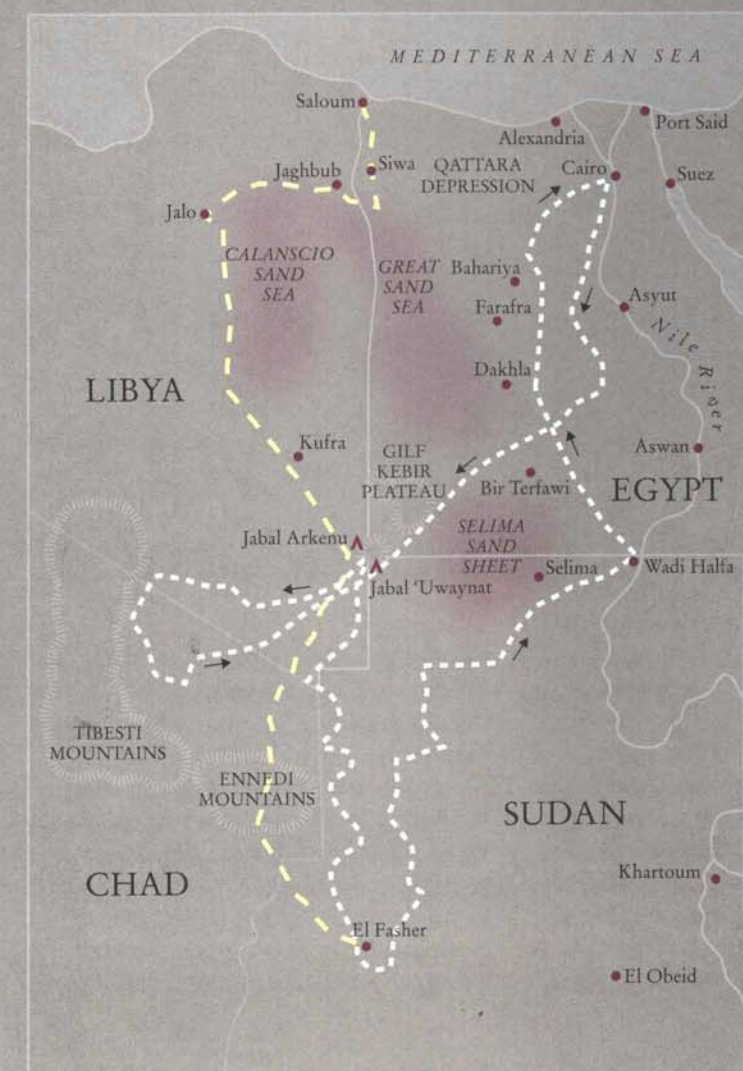 MEDITERRANEAN SEA
Saloum
Port Said
Alexandria
Siwa
QATTARA
DEPRESSION
Cairo
Jaghbub
Suez
Jalo
CALANSCIO
SAND
SEA
GREAT
SAND
SEA
Bahariya
Asyut
Farafra
Nile River
Dakhla
LIBYA
Kufra
GILF
KEBIR
PLATEAU
Aswan
Bir Terfawi
EGYPT
SELIMA
SAND
SHEET
Jabal Arkenu
Selima
Wadi Halfa
Jabal ‘Uwaynat
TIBESTI
MOUNTAINS
ENNEDI
MOUNTAINS
SUDAN
CHAD
Khartoum
El Fasher
El Obeid